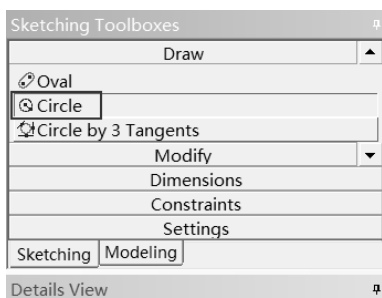 Sketching Toolboxes
Draw
Oval
Circle
Circle by 3 Tangents
Modify
Dimensions
Constraints
Settings
Sketching Modeling
Details View